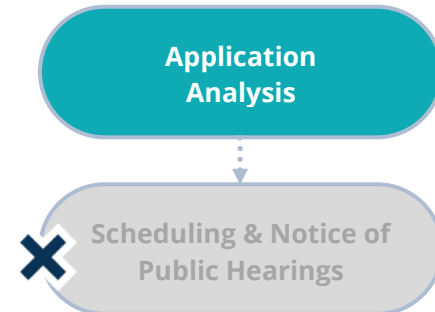 Application
Analysis
Scheduling & Notice of
Public Hearings